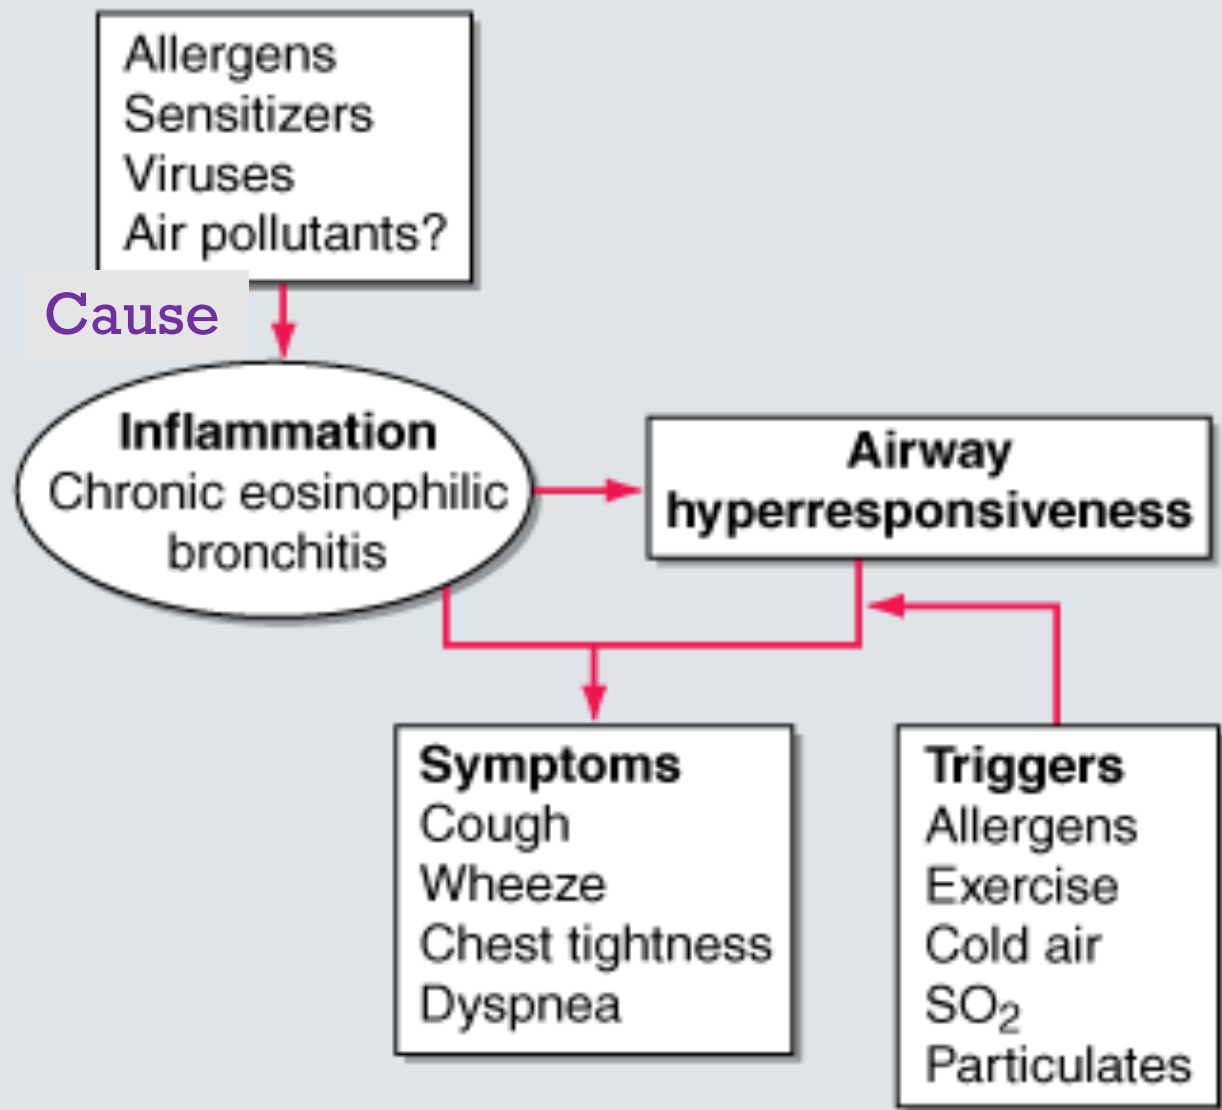 Allergens
Sensitizers
Viruses
Air pollutants?
Cause
Inflammation
Chronic eosinophilic
bronchitis
Airway
hyperresponsiveness
Symptoms
Cough
Wheeze
Chest tightness
Dyspnea
Triggers
Allergens
Exercise
Cold air
SO₂
Particulates